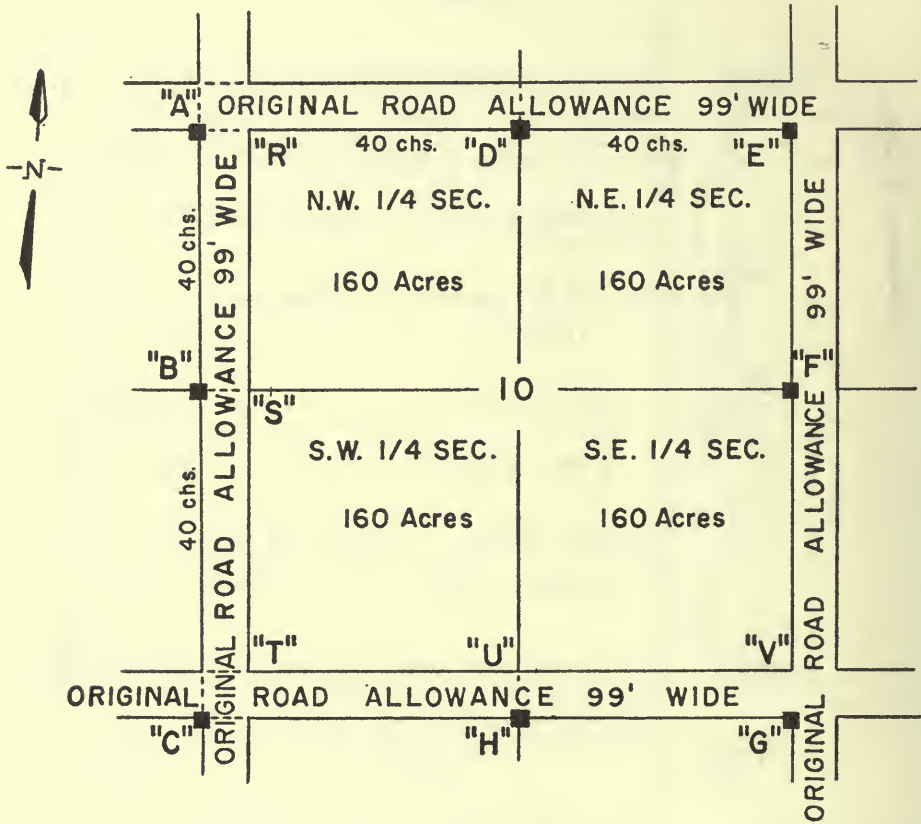 "A"
ORIGINAL ROAD ALLOWANCE 99' WIDE
"R"
40 chs.
"D"
40 chs.
"E"
-N-
N.W. 1/4 SEC.
N.E. 1/4 SEC.
160 Acres
160 Acres
40 chs.
ORIGINAL ROAD ALLOWANCE 99' WIDE
ORIGINAL ROAD ALLOWANCE 99' WIDE
"B"
"S"
10
"F"
S.W. 1/4 SEC.
S.E. 1/4 SEC.
40 chs.
160 Acres
160 Acres
"T"
"U"
"V"
ORIGINAL ROAD ALLOWANCE 99' WIDE
"C"
"H"
"G"